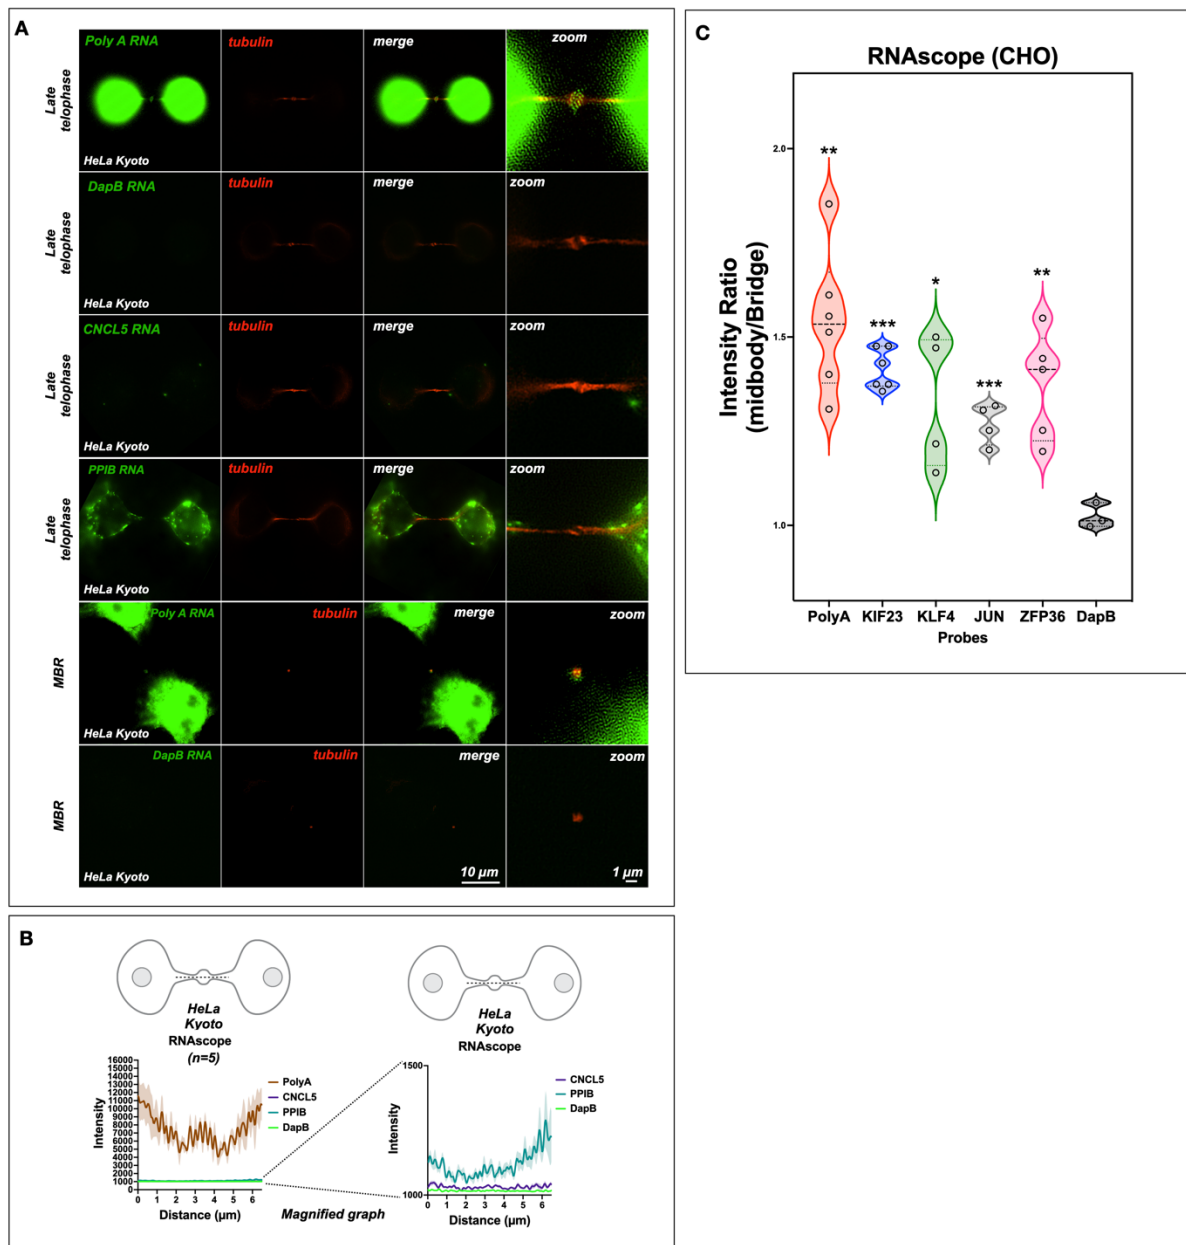 A
Poly A RNA
tubulin
merge
zoom
Late
telophase
HeLa Kyoto
DapB RNA
tubulin
merge
zoom
Late
telophase
HeLa Kyoto
CNCL5 RNA
tubulin
merge
zoom
Late
telophase
HeLa Kyoto
PPIB RNA
tubulin
merge
zoom
Late
telophase
HeLa Kyoto
Poly A RNA
tubulin
merge
zoom
MBR
HeLa Kyoto
DapB RNA
tubulin
merge
zoom
MBR
HeLa Kyoto
10 µm
1 µm
B
HeLa
Kyoto
RNAscope
(n=5)
16000
15000
14000
13000
12000
11000
10000
9000
8000
7000
6000
5000
4000
3000
2000
1000
0
Intensity
0 1 2 3 4 5 6
Distance (µm)
PolyA
CNCL5
PPIB
DapB
Magnified graph
HeLa
Kyoto
RNAscope
1500
1000
Intensity
0 1 2 3 4 5 6
Distance (µm)
CNCL5
PPIB
DapB
C
RNAscope (CHO)
Intensity Ratio
(midbody/Bridge)
2.0
1.5
1.0
**
***
*
***
**
PolyA KIF23 KLF4 JUN ZFP36 DapB
Probes